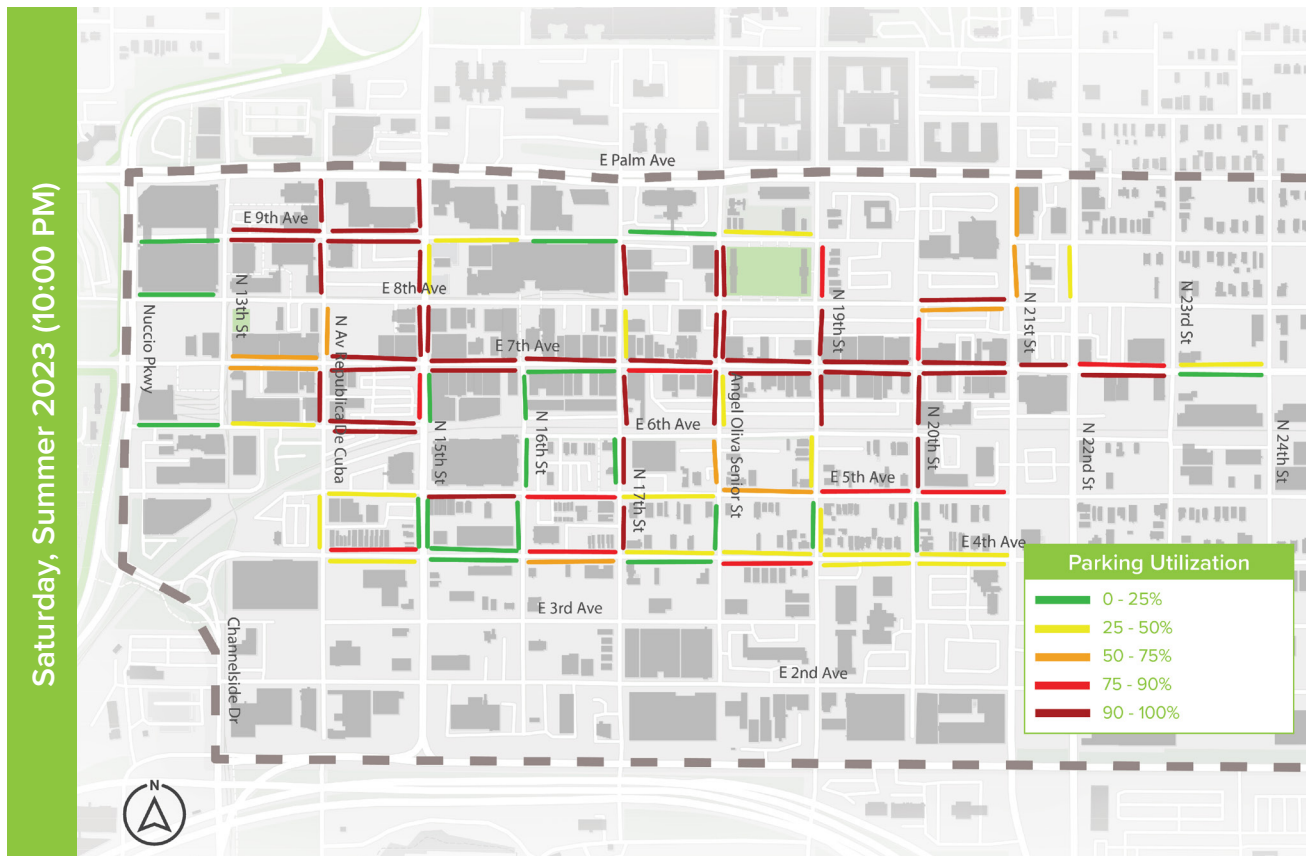 Saturday, Summer 2023 (10:00 PM)
E Palm Ave
E 9th Ave
E 8th Ave
E 7th Ave
E 6th Ave
E 5th Ave
E 4th Ave
E 3rd Ave
E 2nd Ave
Nuccio Pkwy
N 13th St
N Av Republica De Cuba
N 15th St
N 16th St
N 17th St
Angel Oliva Senior St
N 19th St
N 20th St
N 21st St
N 22nd St
N 23rd St
N 24th St
Channelside Dr
Parking Utilization
0 - 25%
25 - 50%
50 - 75%
75 - 90%
90 - 100%
N